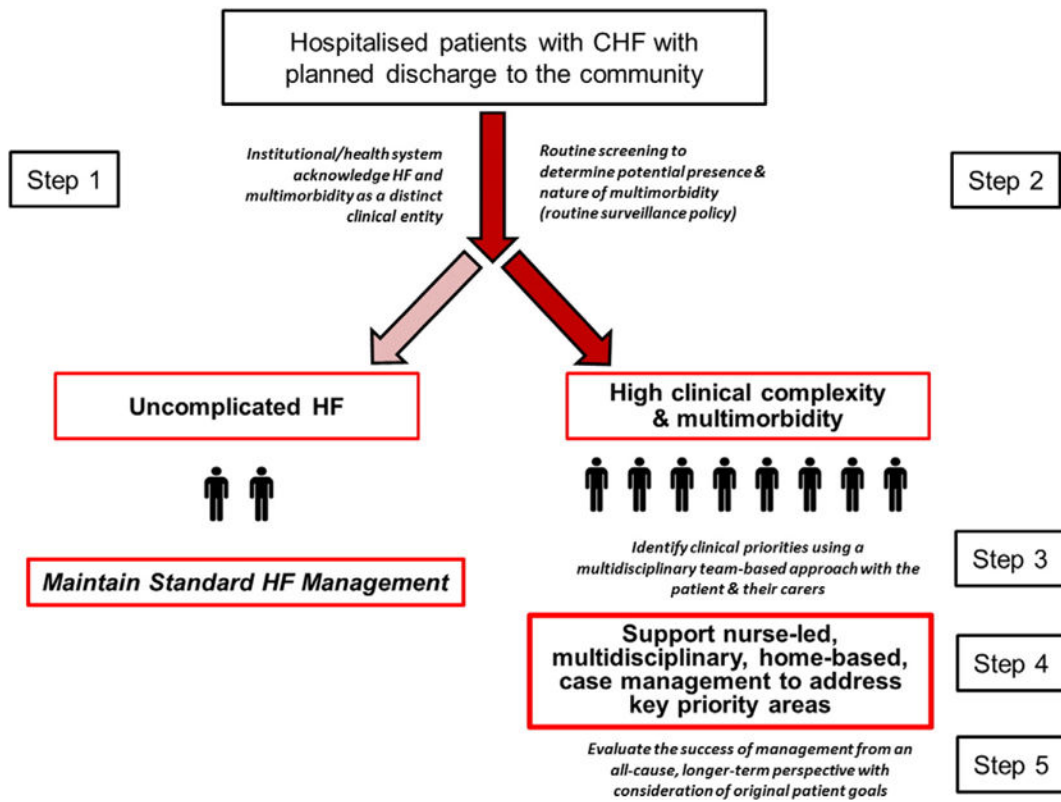 Hospitalised patients with CHF with
planned discharge to the community
Step 1
Institutional/health system
acknowledge HF and
multimorbidity as a distinct
clinical entity
Routine screening to
determine potential presence &
nature of multimorbidity
(routine surveillance policy)
Step 2
Uncomplicated HF
High clinical complexity
& multimorbidity
Maintain Standard HF Management
Identify clinical priorities using a
multidisciplinary team-based approach with the
patient & their carers
Step 3
Support nurse-led,
multidisciplinary, home-based,
case management to address
key priority areas
Step 4
Evaluate the success of management from an
all-cause, longer-term perspective with
consideration of original patient goals
Step 5